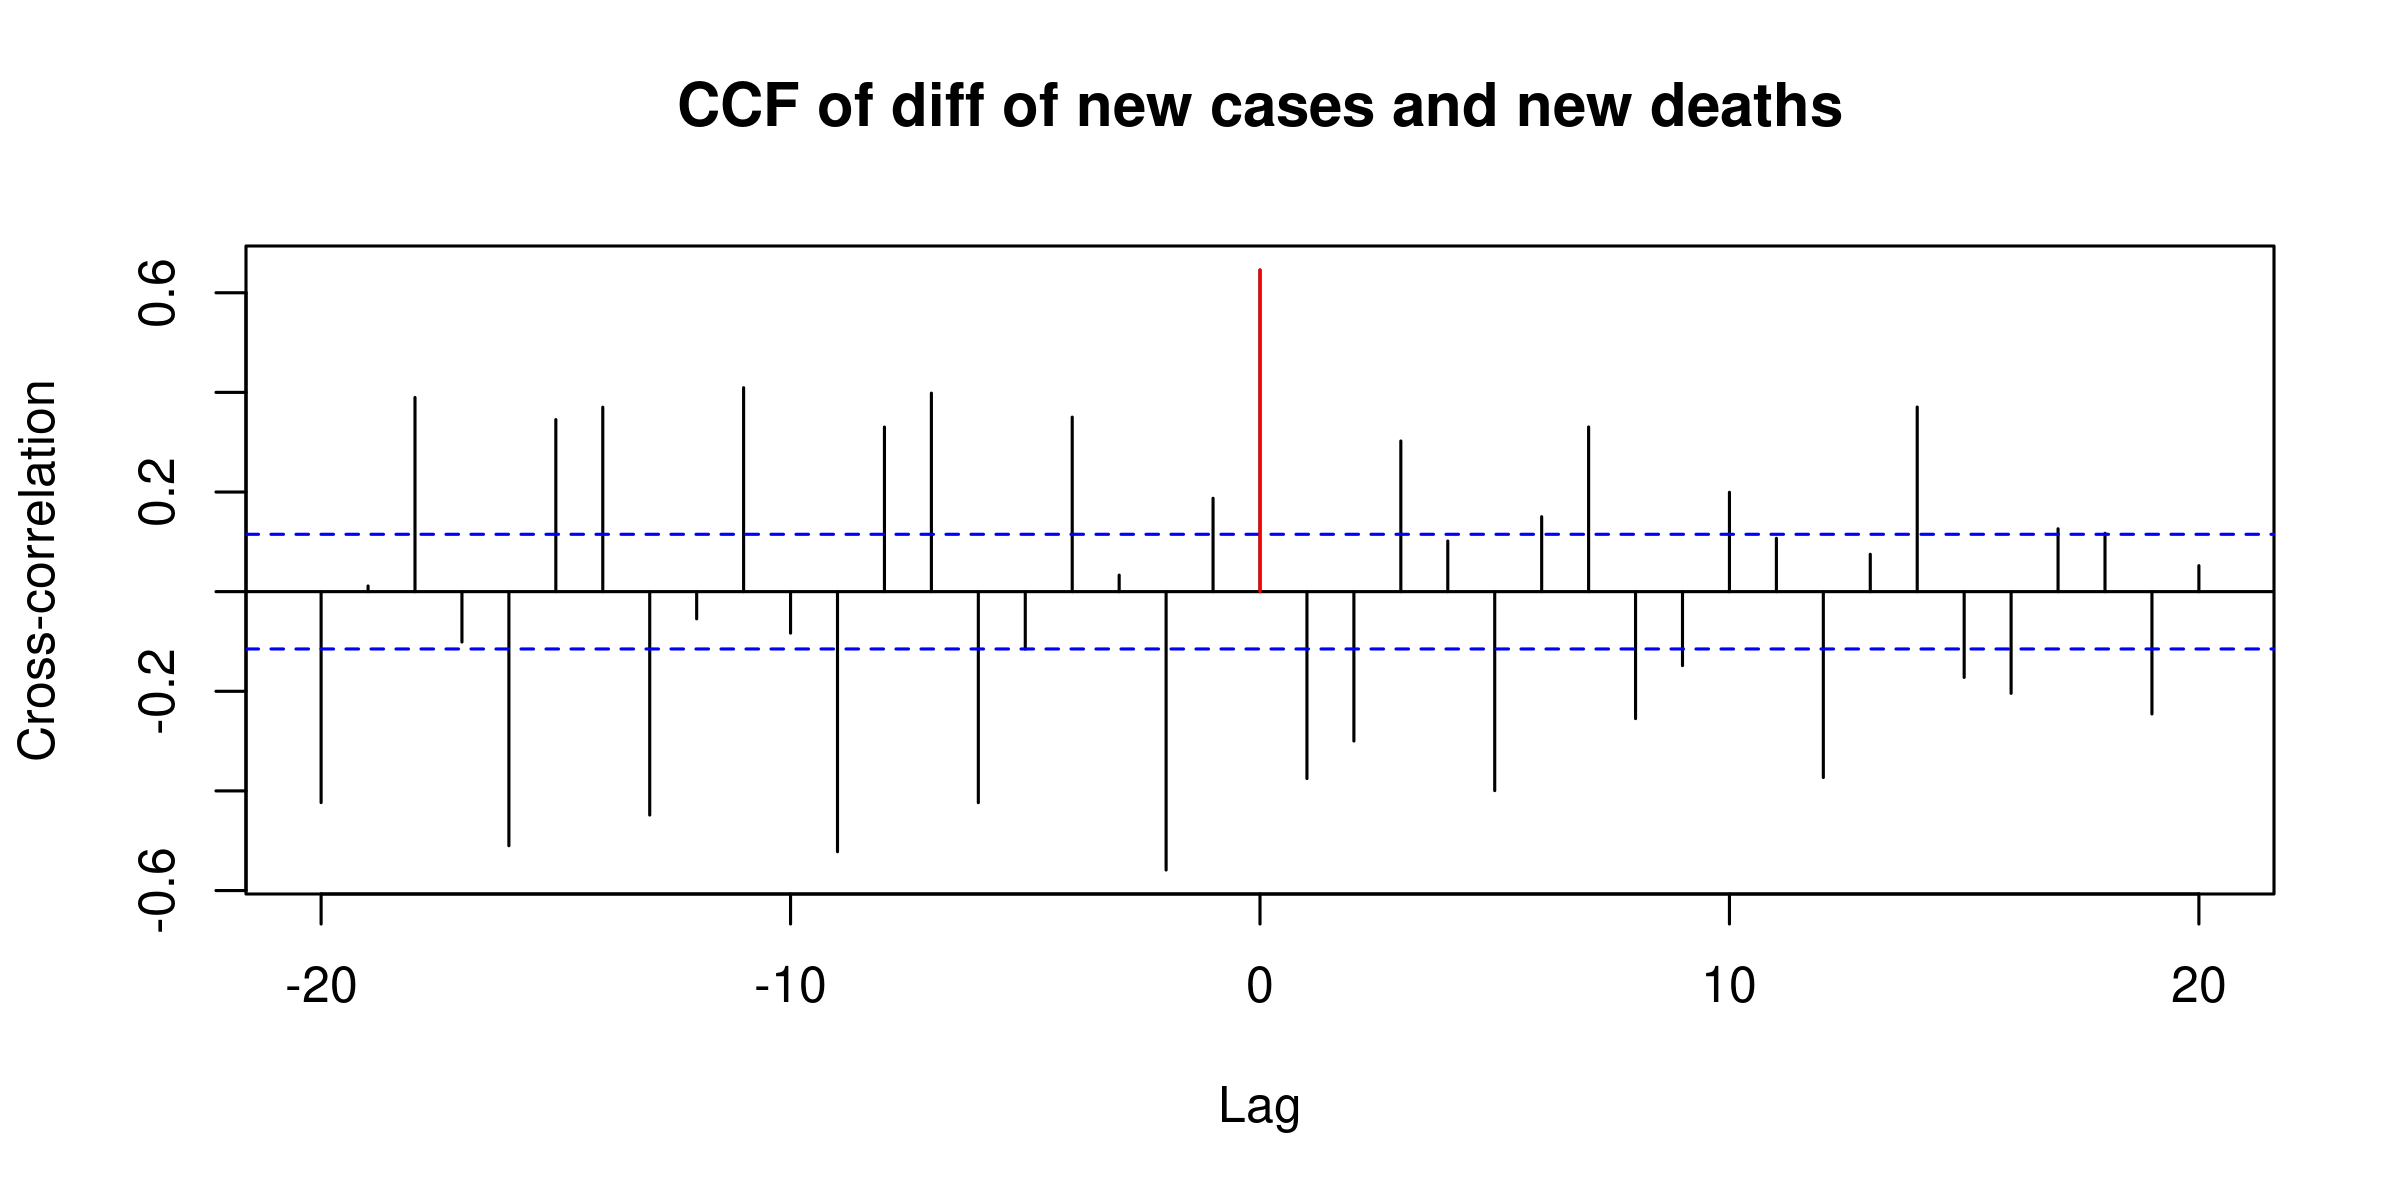 CCF of diff of new cases and new deaths
Cross-correlation
0.6
0.2
-0.2
-0.6
-20 -10 0 10 20
Lag